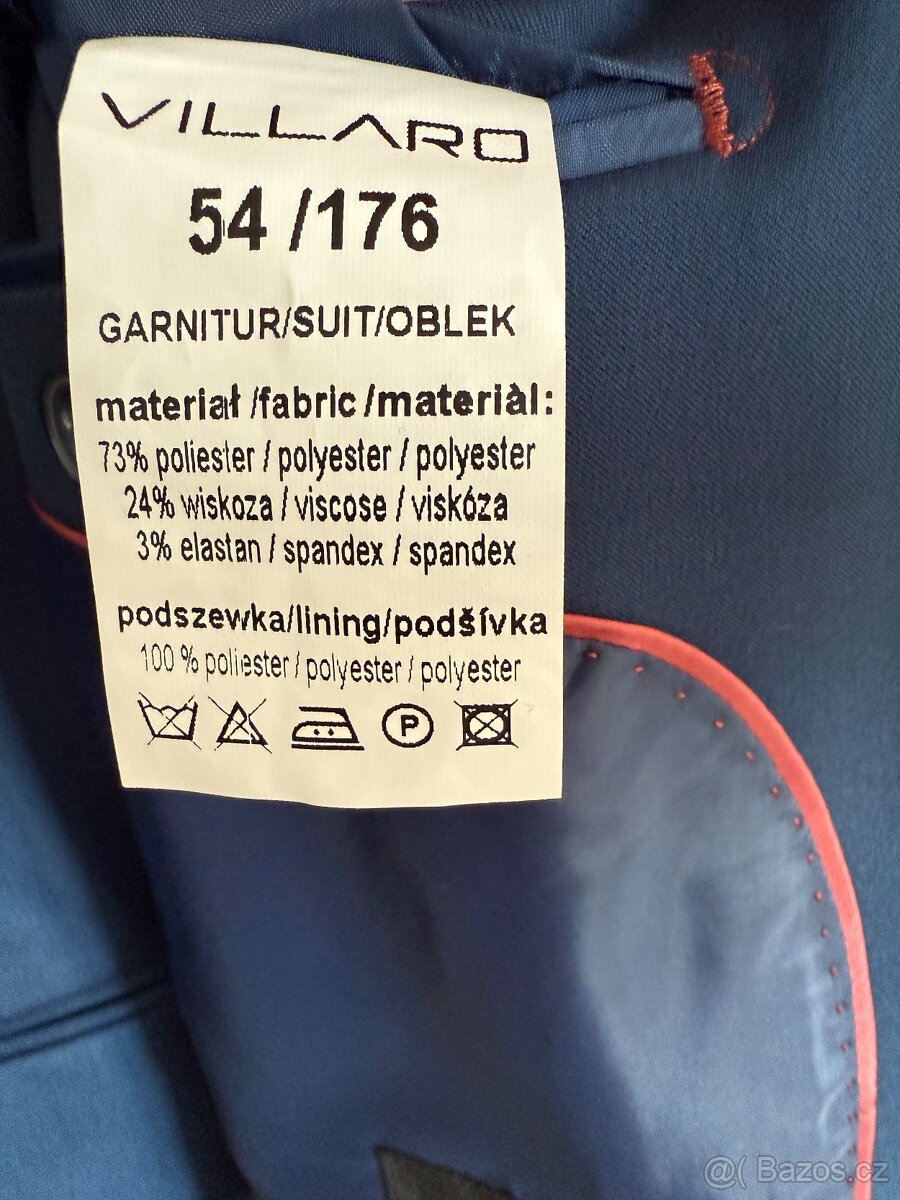 VILLARO
54 /176
GARNITUR/SUIT/OBLEK
materiał /fabric /materiàl:
73% poliester / polyester / polyester
24% wiskoza / viscose / viskóza
3% elastan / spandex / spandex
podszewka/lining/podšívka
100 % poliester / polyester / polyester
P
@( Bazos.cz